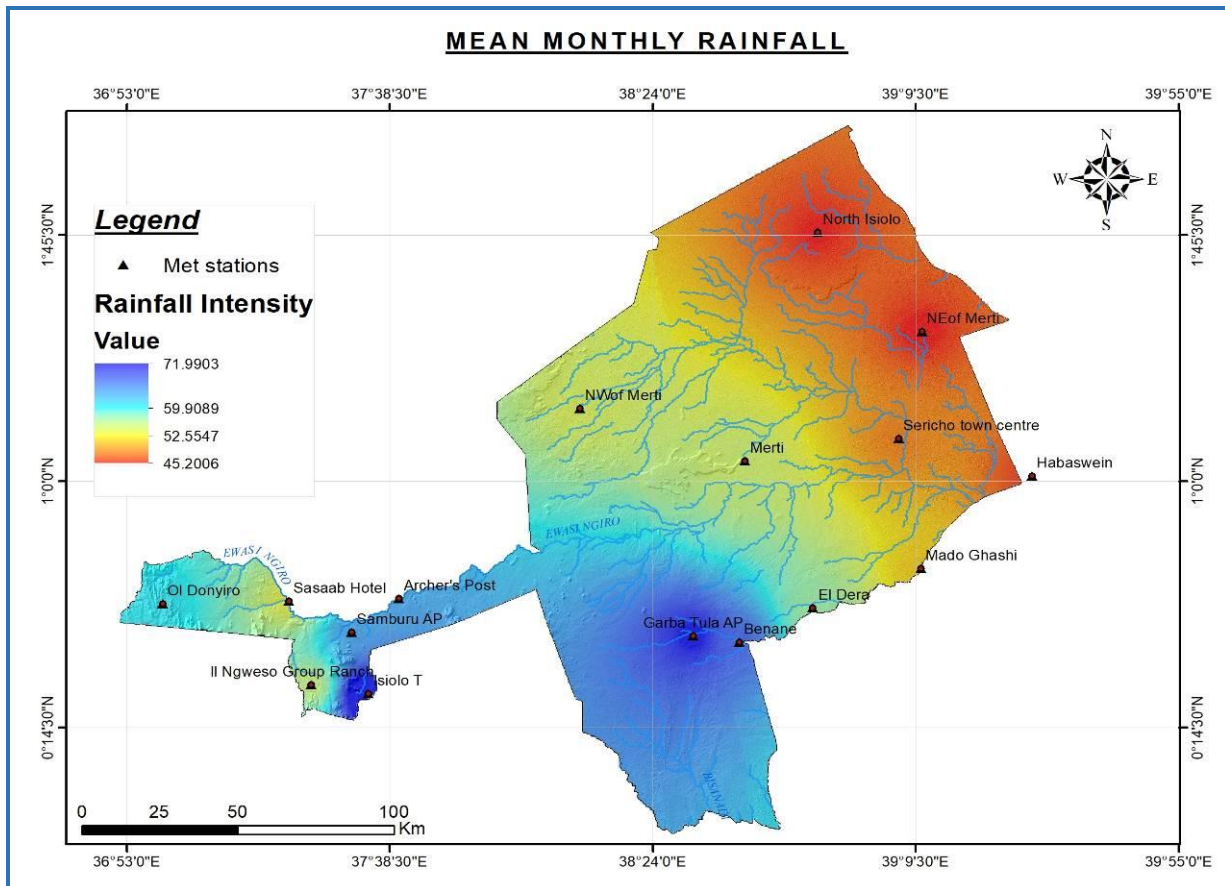 MEAN MONTHLY RAINFALL
36°53'0"E
37°38'30"E
38°24'0"E
39°9'30"E
39°55'0"E
N
W
E
S
1°45'30"N
1°45'30"N
Legend
Met stations
Rainfall Intensity
Value
71.9903
59.9089
52.5547
45.2006
North Isiolo
NEof Merti
NWof Merti
Sericho town centre
Merti
Habaswein
1°0'0"N
1°0'0"N
EWASI NGIRO
EWASI NGIRO
Mado Ghashi
Ol Donyiro
Sasaab Hotel
Archer's Post
El Dera
Samburu AP
Garba Tula AP
Benane
Il Ngweso Group Ranch
Isiolo T
0°14'30"N
0°14'30"N
BISANADI
0
25
50
100
Km
36°53'0"E
37°38'30"E
38°24'0"E
39°9'30"E
39°55'0"E